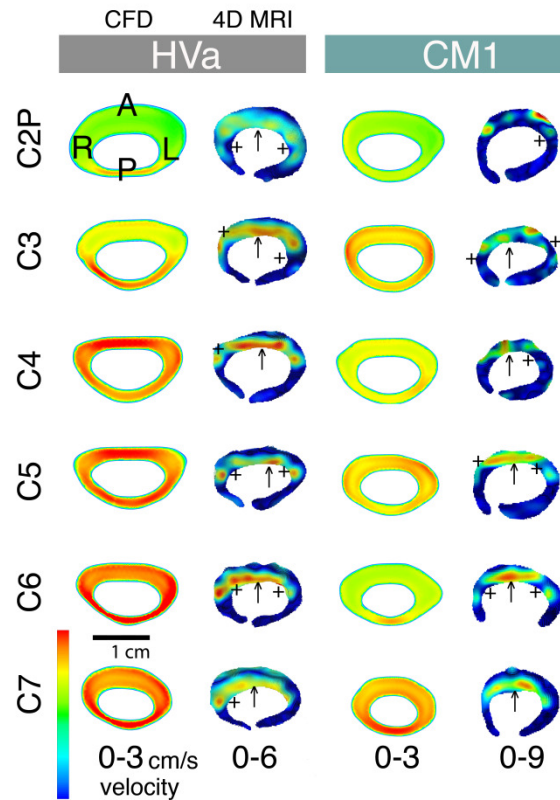 CFD 4D MRI
HVa CM1
C2P
A
R L
P
C3
C4
C5
C6
1 cm
C7
0-3 cm/s 0-6 0-3 0-9
velocity